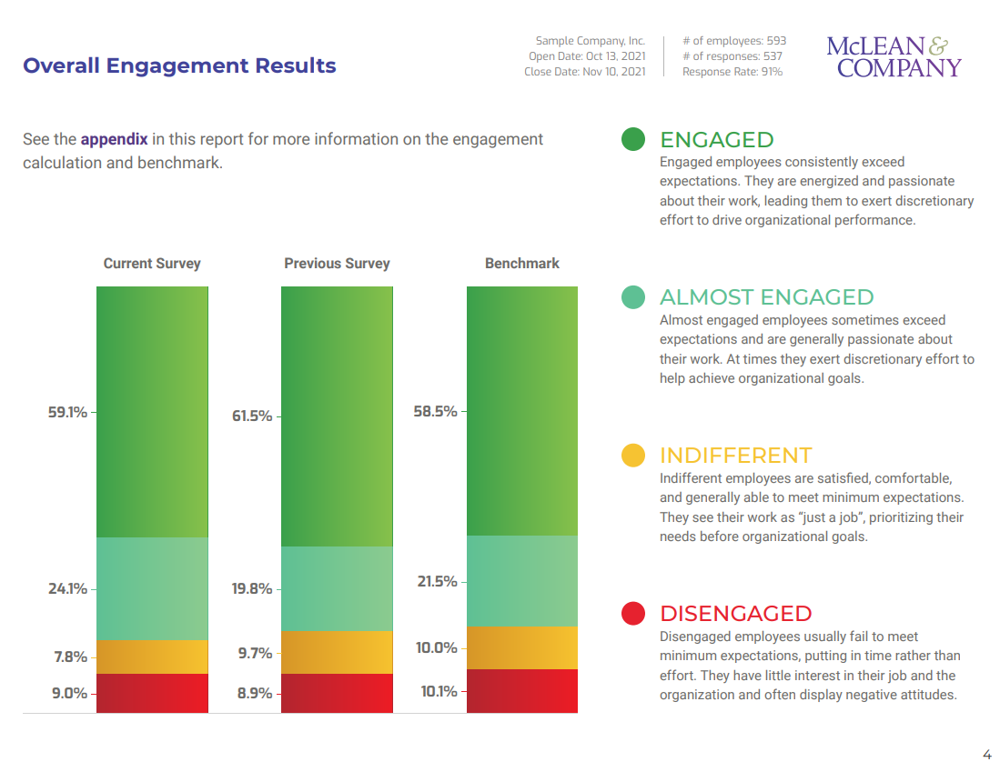 Overall Engagement Results
Sample Company, Inc.
Open Date: Oct 13, 2021
Close Date: Nov 10, 2021
# of employees: 593
# of responses: 537
Response Rate: 91%
McLEAN &
COMPANY
See the appendix in this report for more information on the engagement
calculation and benchmark.
Current Survey
Previous Survey
Benchmark
59.1%
24.1%
7.8%
9.0%
61.5%
19.8%
9.7%
8.9%
58.5%
21.5%
10.0%
10.1%
ENGAGED
Engaged employees consistently exceed
expectations. They are energized and passionate
about their work, leading them to exert discretionary
effort to drive organizational performance.
ALMOST ENGAGED
Almost engaged employees sometimes exceed
expectations and are generally passionate about
their work. At times they exert discretionary effort to
help achieve organizational goals.
INDIFFERENT
Indifferent employees are satisfied, comfortable,
and generally able to meet minimum expectations.
They see their work as “just a job”, prioritizing their
needs before organizational goals.
DISENGAGED
Disengaged employees usually fail to meet
minimum expectations, putting in time rather than
effort. They have little interest in their job and the
organization and often display negative attitudes.
4